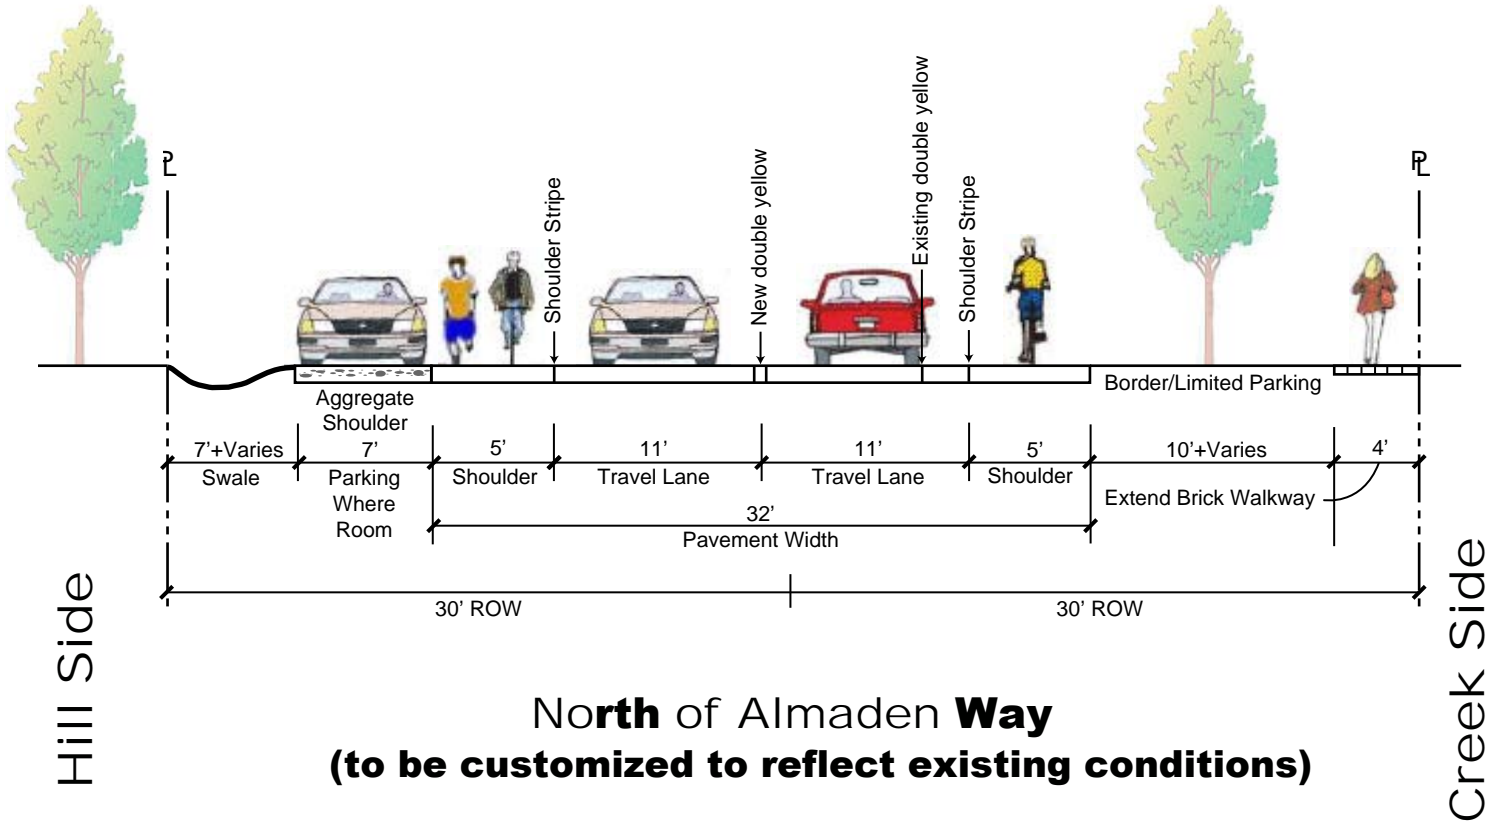 PL
PL
Shoulder Stripe
New double yellow
Existing double yellow
Shoulder Stripe
Aggregate
Shoulder
Border/Limited Parking
7'+Varies
7'
5'
11'
11'
5'
10'+Varies
4'
Swale
Parking
Where
Room
Shoulder
Travel Lane
Travel Lane
Shoulder
Extend Brick Walkway
32'
Pavement Width
30' ROW
30' ROW
Hill Side
Creek Side
North of Almaden Way
(to be customized to reflect existing conditions)